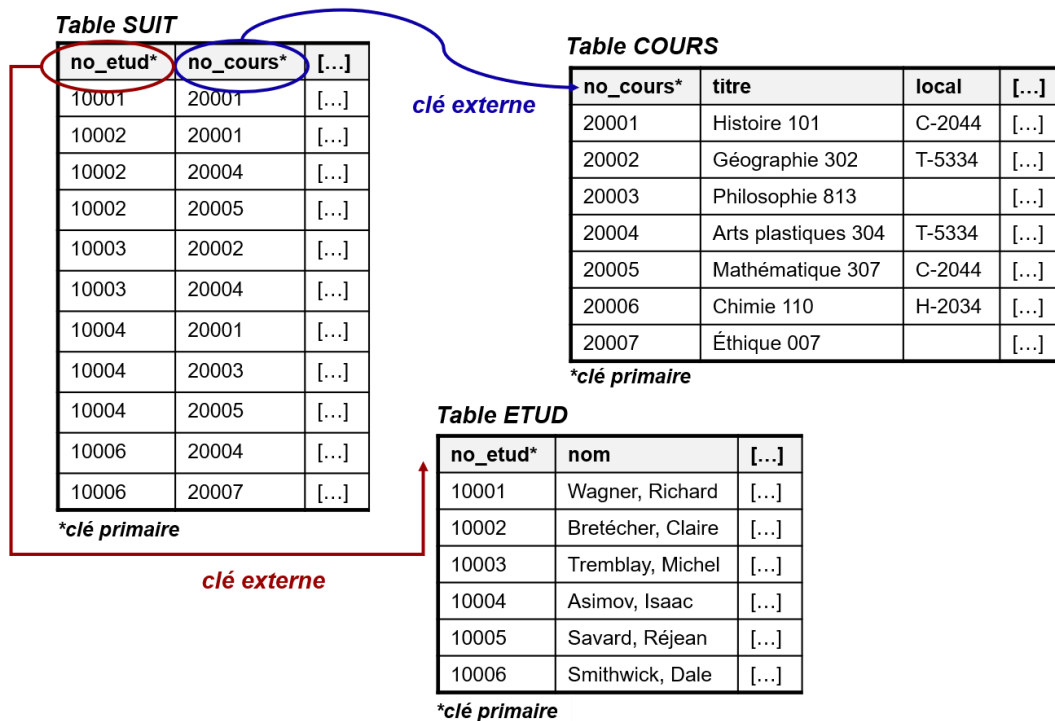 Table SUIT
no_etud* no_cours* […]
10001 20001 […]
10002 20001 […]
10002 20004 […]
10002 20005 […]
10003 20002 […]
10003 20004 […]
10004 20001 […]
10004 20003 […]
10004 20005 […]
10006 20004 […]
10006 20007 […]
*clé primaire
clé externe
clé externe
Table COURS
no_cours* titre local […]
20001 Histoire 101 C-2044 […]
20002 Géographie 302 T-5334 […]
20003 Philosophie 813 […]
20004 Arts plastiques 304 T-5334 […]
20005 Mathématique 307 C-2044 […]
20006 Chimie 110 H-2034 […]
20007 Éthique 007 […]
*clé primaire
Table ETUD
no_etud* nom […]
10001 Wagner, Richard […]
10002 Bretécher, Claire […]
10003 Tremblay, Michel […]
10004 Asimov, Isaac […]
10005 Savard, Réjean […]
10006 Smithwick, Dale […]
*clé primaire